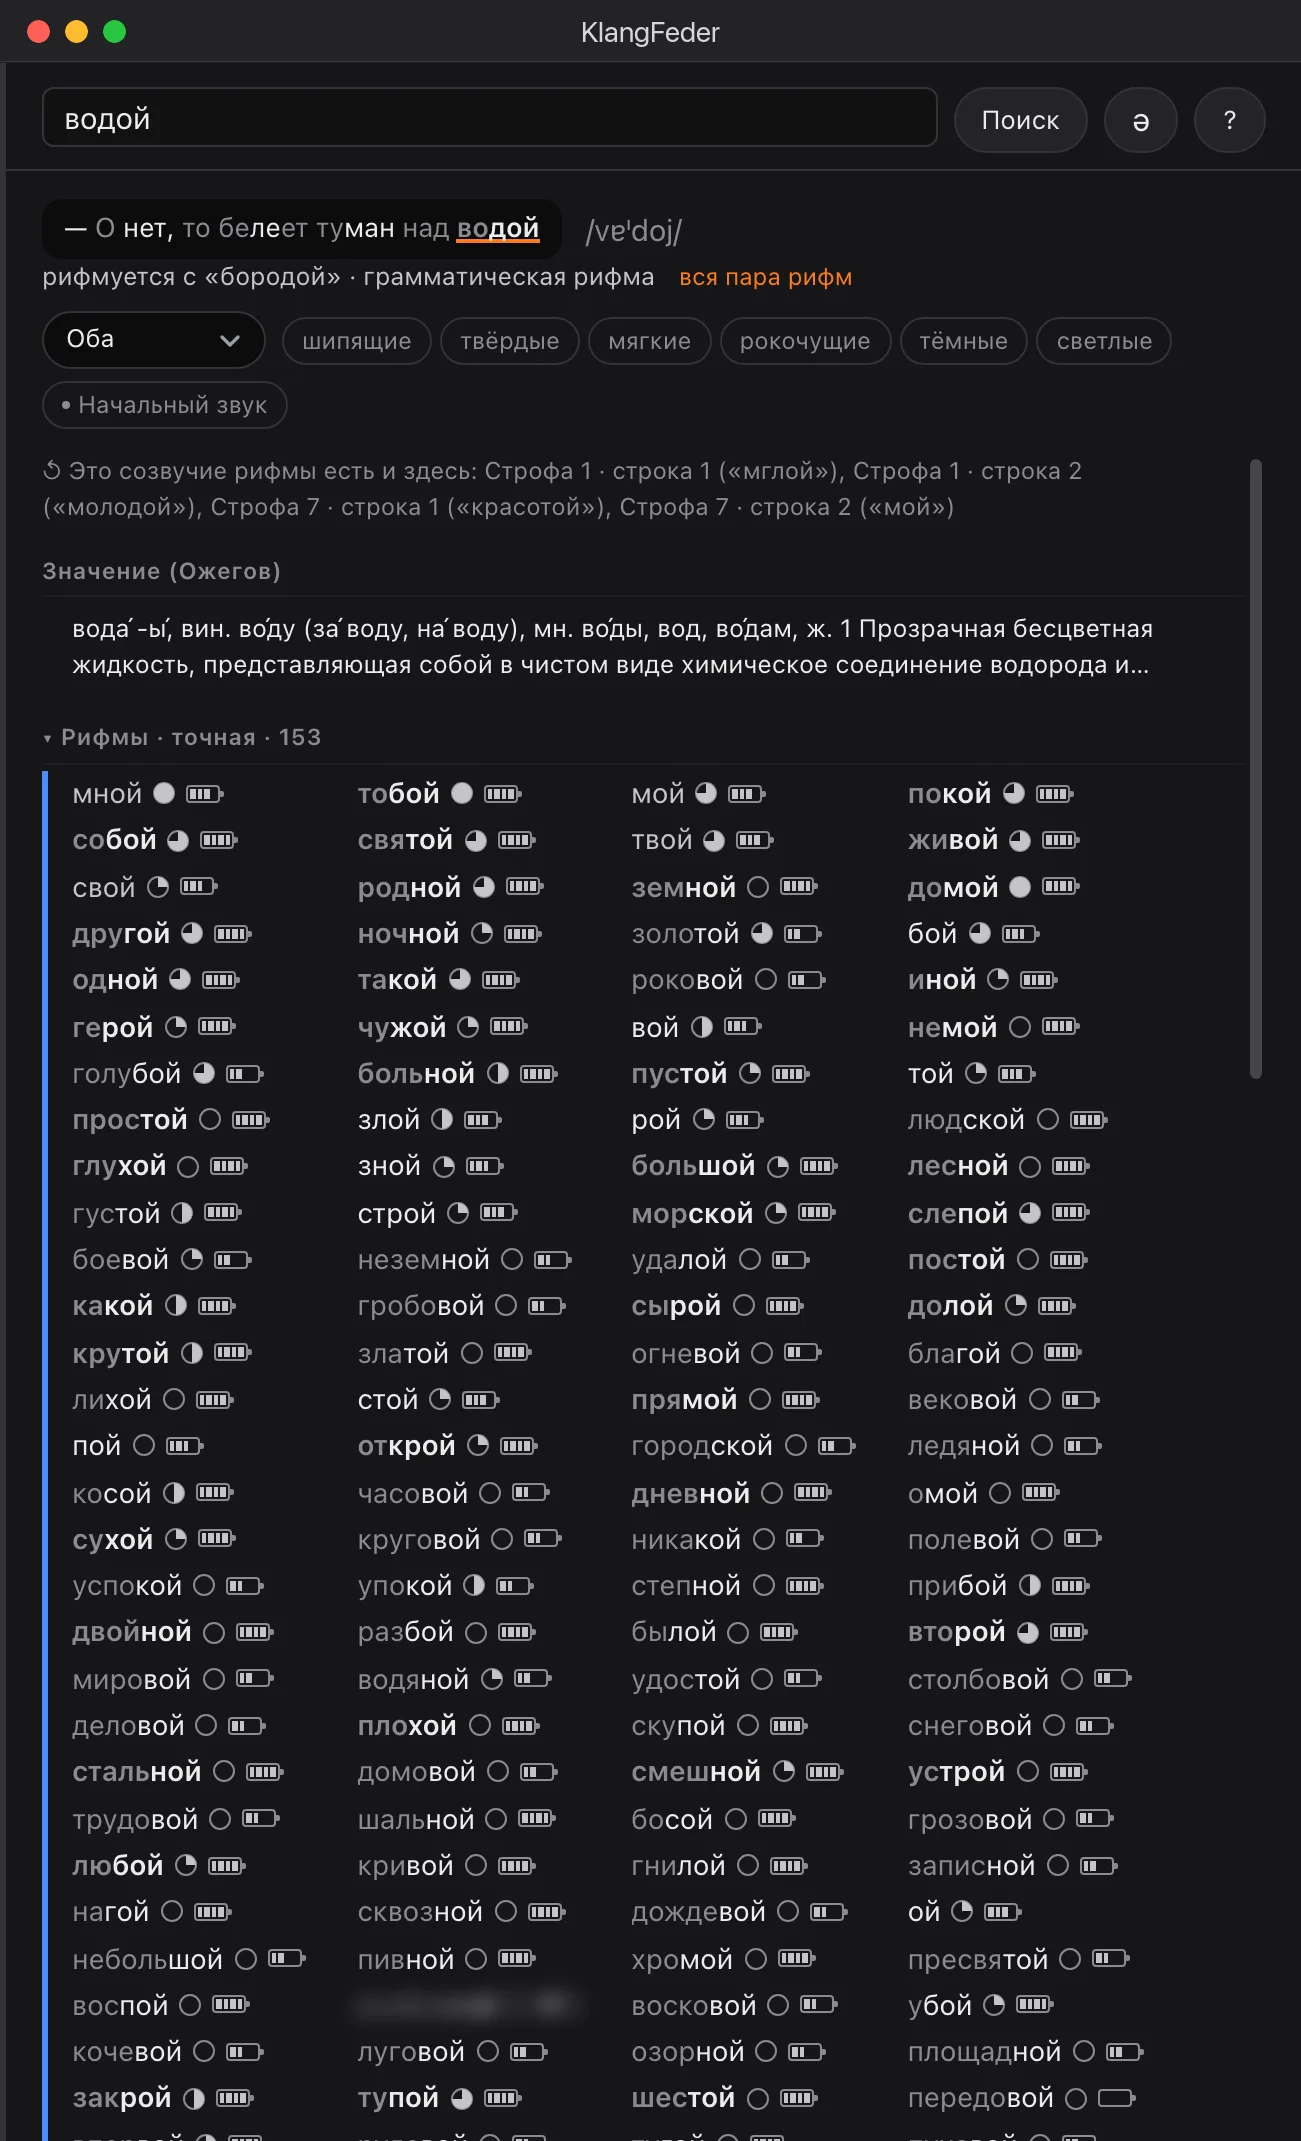 KlangFeder
водой Поиск ə ?
— О нет, то белеет туман над водой /vɐˈdoj/
рифмуется с «бородой» · грамматическая рифма вся пара рифм
Оба шипящие твёрдые мягкие рокочущие тёмные светлые
• Начальный звук
Это созвучие рифмы есть и здесь: Строфа 1 · строка 1 («мглой»), Строфа 1 · строка 2
(«молодой»), Строфа 7 · строка 1 («красотой»), Строфа 7 · строка 2 («мой»)
Значение (Ожегов)
вода́ -ы́, вин. во́ду (за́ воду, на́ воду), мн. во́ды, вод, во́дам, ж. 1 Прозрачная бесцветная
жидкость, представляющая собой в чистом виде химическое соединение водорода и...
Рифмы · точная · 153
мной тобой мой покой
собой святой твой живой
свой родной земной домой
другой ночной золотой бой
одной такой роковой иной
герой чужой вой немой
голубой больной пустой той
простой злой рой людской
глухой зной большой лесной
густой строй морской слепой
боевой неземной удалой постой
какой гробовой сырой долой
крутой златой огневой благой
лихой стой прямой вековой
пой открой городской ледяной
косой часовой дневной омой
сухой круговой никакой полевой
успокой упокой степной прибой
двойной разбой былой второй
мировой водяной удостой столбовой
деловой плохой скупой снеговой
стальной домовой смешной устрой
трудовой шальной босой грозовой
любой кривой гнилой записной
нагой сквозной дождевой ой
небольшой пивной хромой пресвятой
воспой восковой убой
кочевой луговой озорной площадной
закрой тупой шестой передовой